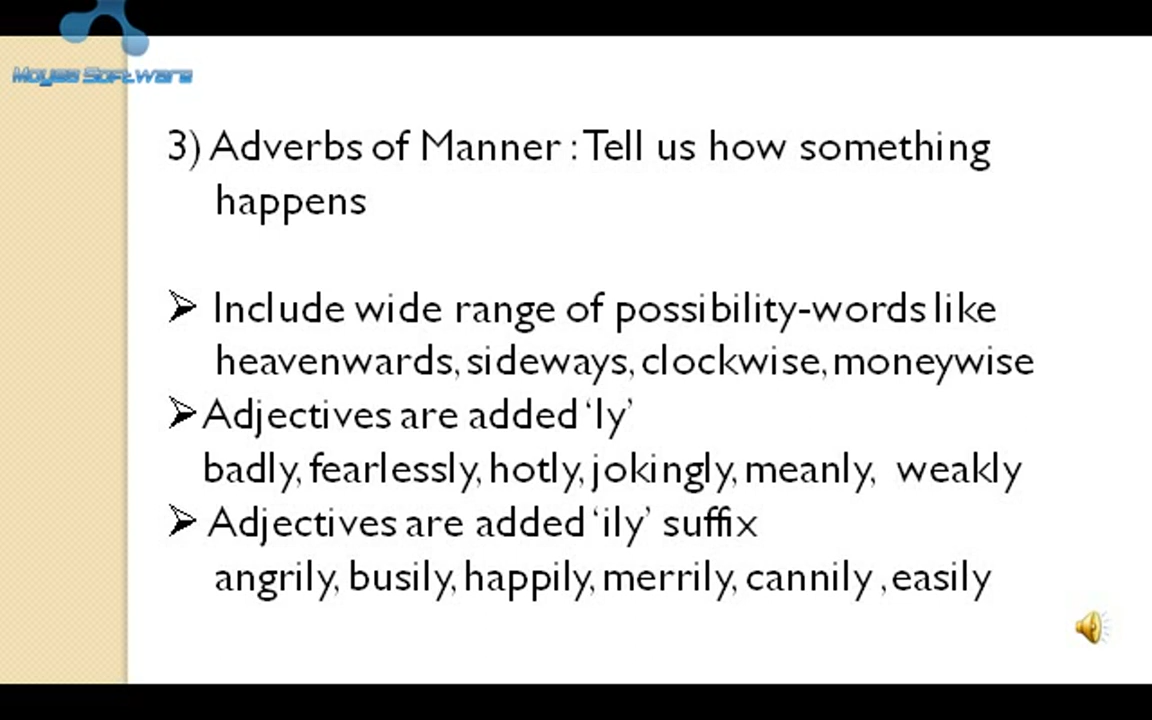 Moyea Software
3) Adverbs of Manner : Tell us how something
happens
Include wide range of possibility-words like
heavenwards, sideways, clockwise, moneywise
Adjectives are added ‘ly’
badly, fearlessly, hotly, jokingly, meanly, weakly
Adjectives are added ‘ily’ suffix
angrily, busily, happily, merrily, cannily ,easily